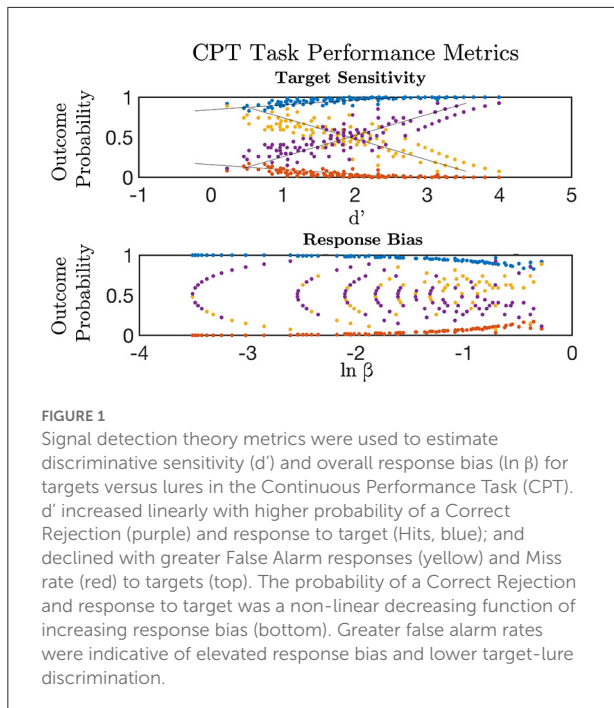 CPT Task Performance Metrics
Target Sensitivity
Outcome
Probability
1
0.5
0
-1 0 1 2 3 4 5
d'
Response Bias
Outcome
Probability
1
0.5
0
-4 -3 -2 -1 0
ln β
FIGURE 1
Signal detection theory metrics were used to estimate
discriminative sensitivity (d') and overall response bias (ln β) for
targets versus lures in the Continuous Performance Task (CPT).
d' increased linearly with higher probability of a Correct
Rejection (purple) and response to target (Hits, blue); and
declined with greater False Alarm responses (yellow) and Miss
rate (red) to targets (top). The probability of a Correct Rejection
and response to target was a non-linear decreasing function of
increasing response bias (bottom). Greater false alarm rates
were indicative of elevated response bias and lower target-lure
discrimination.